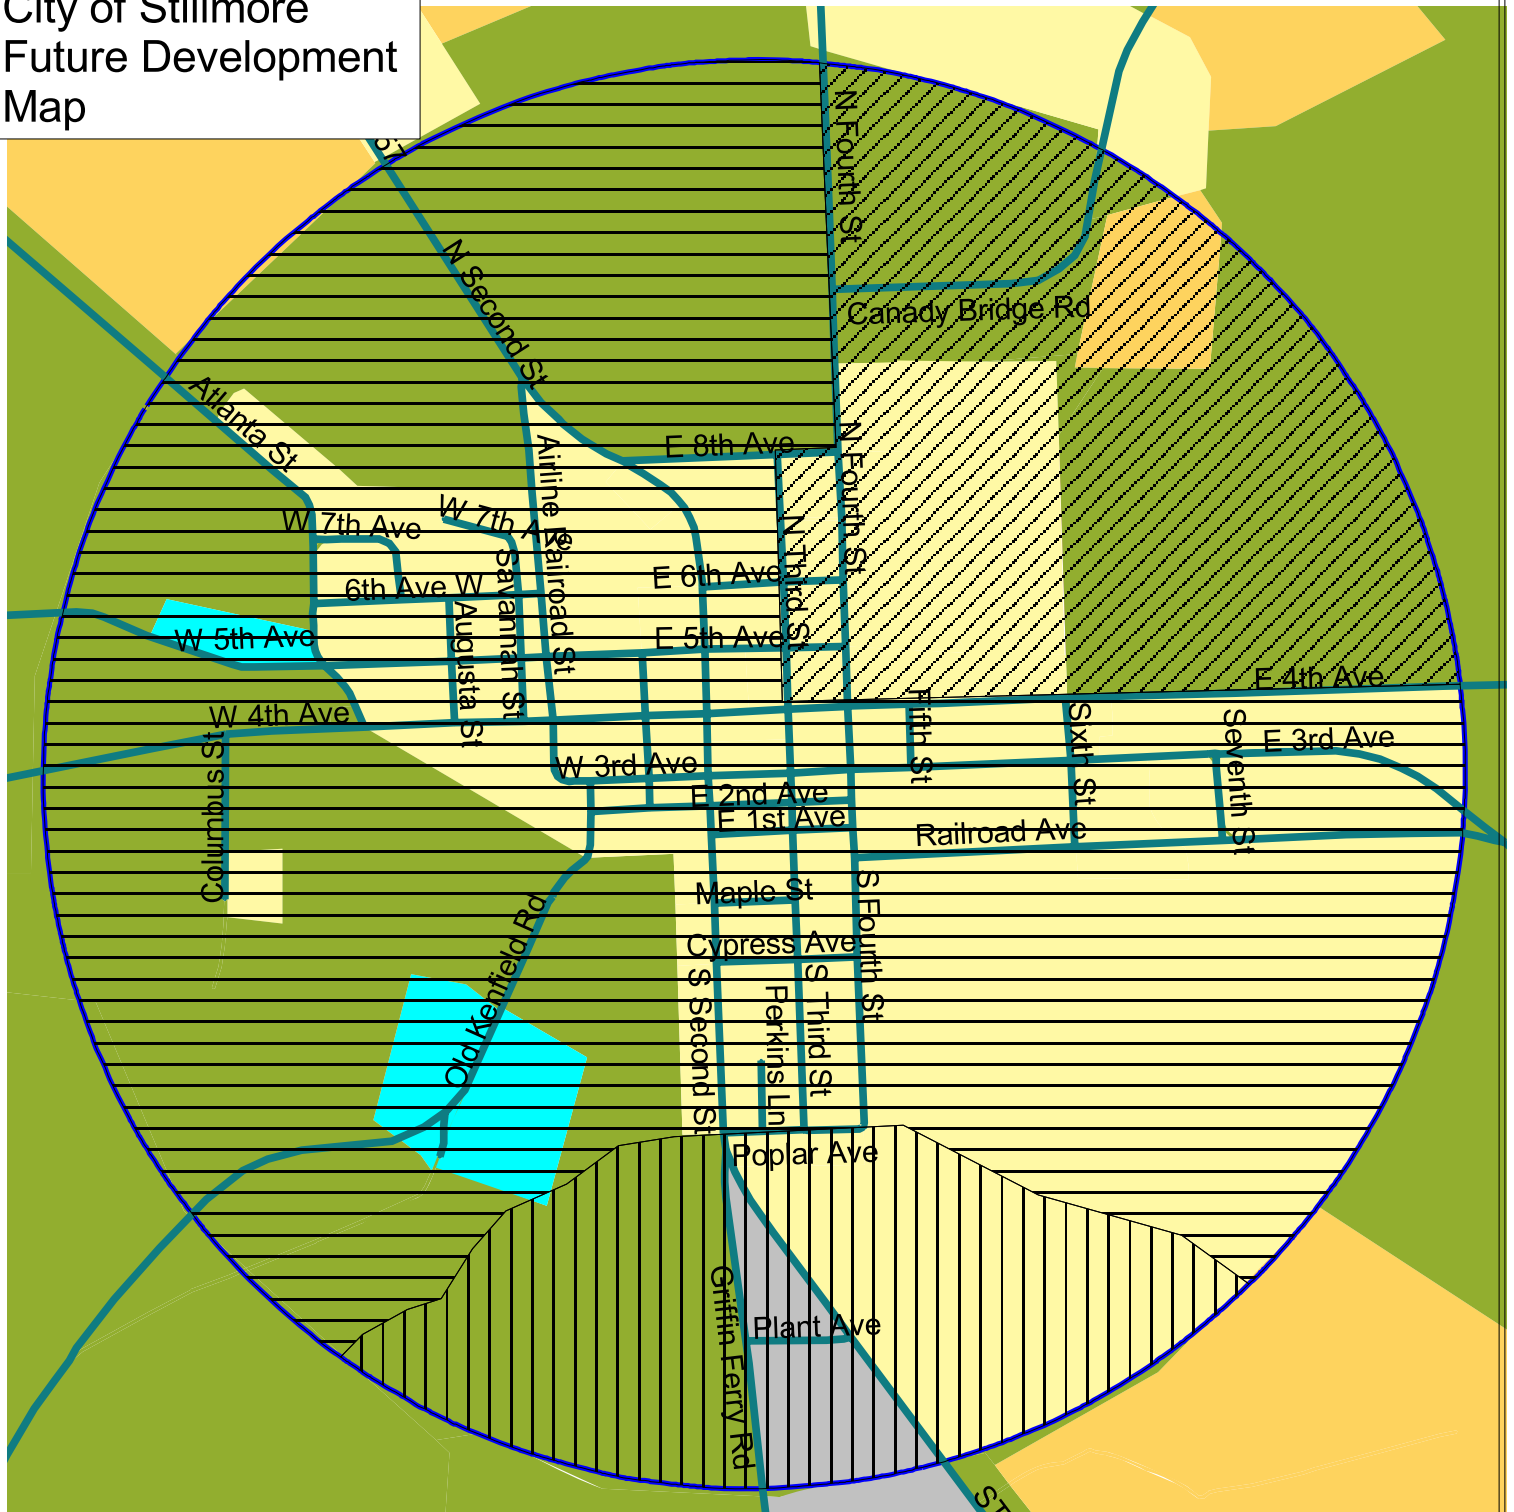 City of Stillmore
Future Development
Map
67
N Fourth St
N Second St
Canady Bridge Rd
Atlanta St
E 8th Ave
N Fourth St
Airline Railroad St
W 7th Ave
W 7th Ave
N Third St
Savannah St
E 6th Ave
6th Ave W
Augusta St
W 5th Ave
E 5th Ave
E 4th Ave
W 4th Ave
Fifth St
Sixth St
Seventh St
E 3rd Ave
Columbus St
W 3rd Ave
E 2nd Ave
E 1st Ave
Railroad Ave
Maple St
S Fourth St
Old Kenfield Rd
Cypress Ave
S Second St
S Third St
Perkins Ln
Poplar Ave
Griffin Ferry Rd
Plant Ave
ST